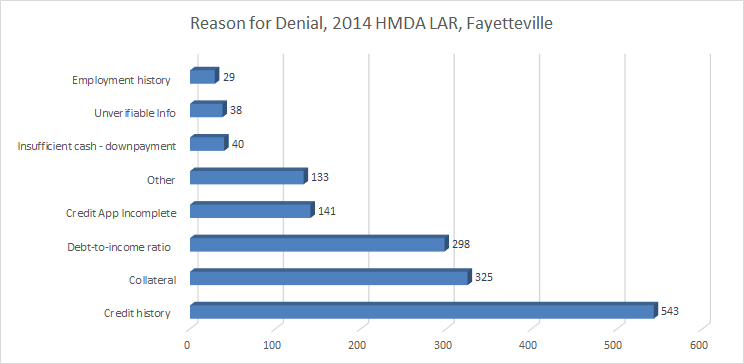 Reason for Denial, 2014 HMDA LAR, Fayetteville
Employment history 29
Unverifiable Info 38
Insufficient cash - downpayment 40
Other 133
Credit App Incomplete 141
Debt-to-income ratio 298
Collateral 325
Credit history 543
0 100 200 300 400 500 600